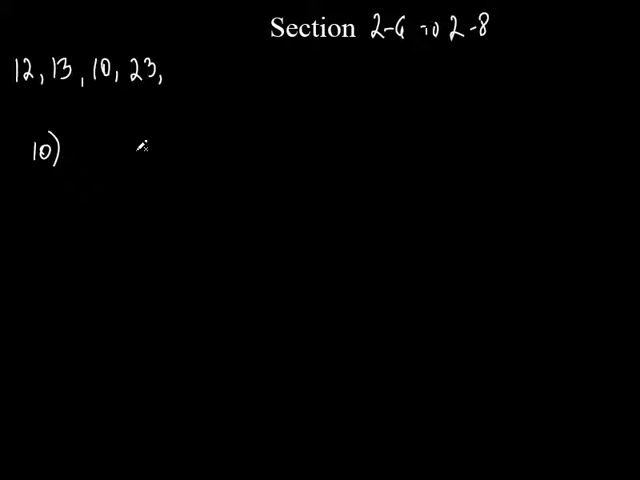 Section 2-6 to 2-8
12, 13, 10, 23,
10)